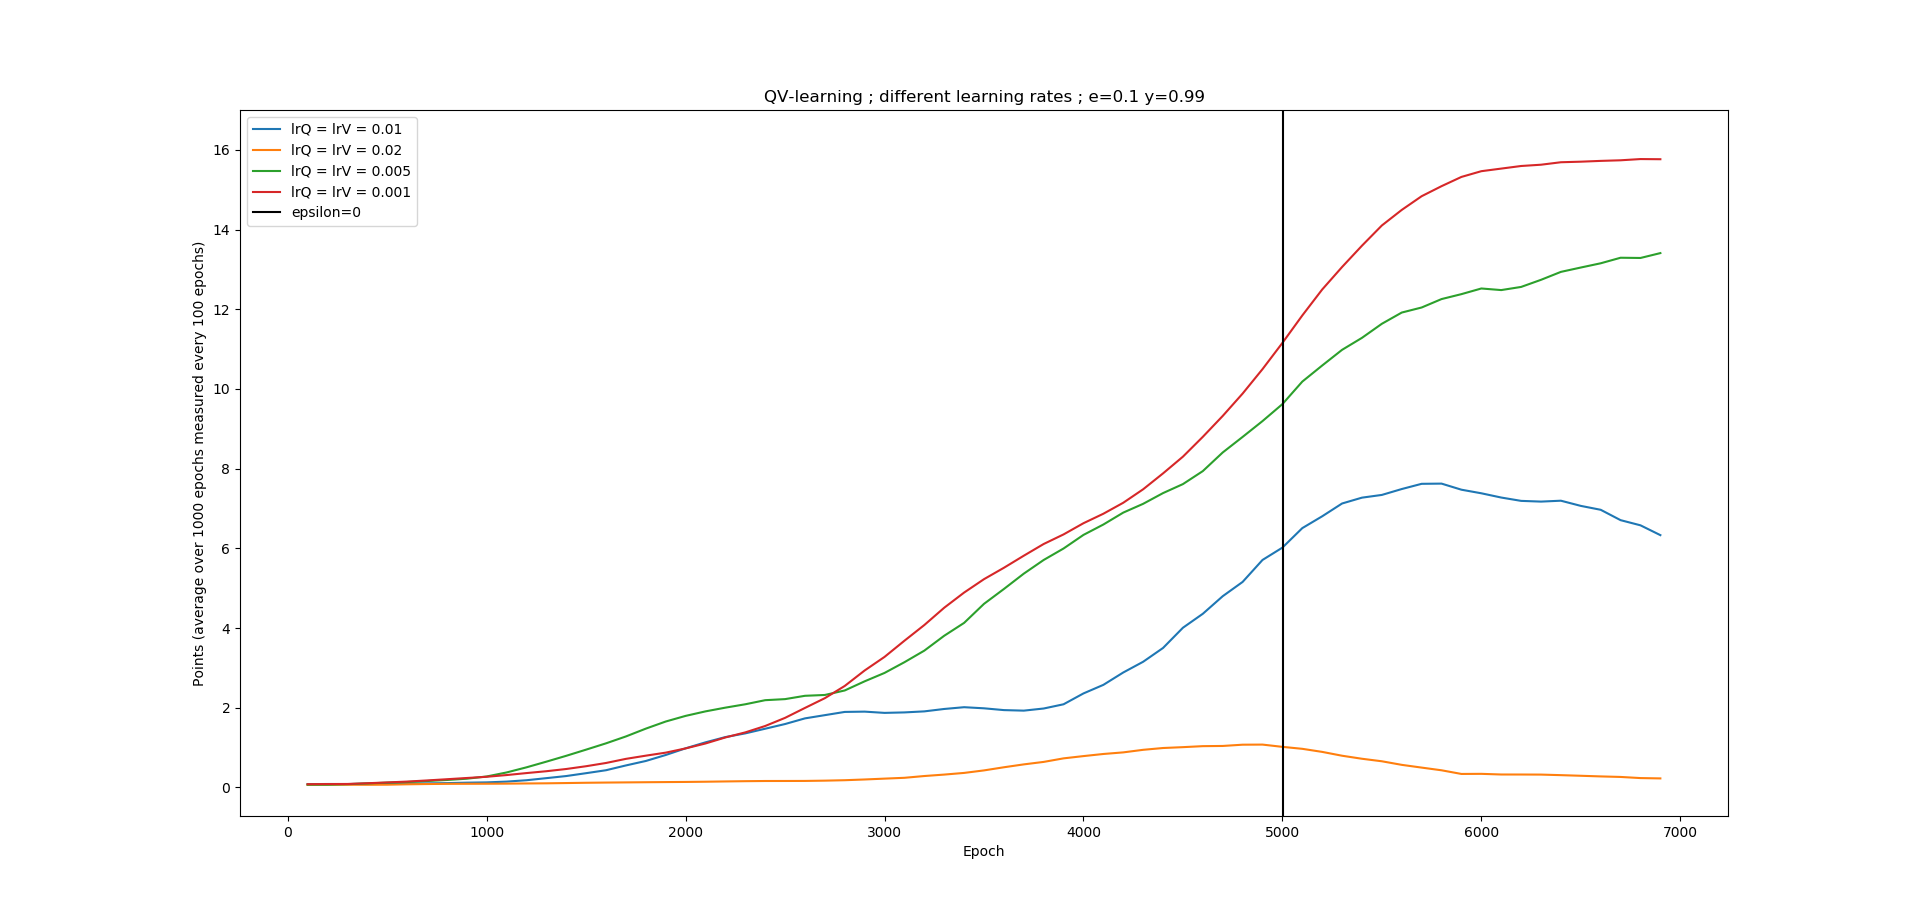 QV-learning ; different learning rates ; e=0.1 y=0.99
lrQ = lrV = 0.01
lrQ = lrV = 0.02
lrQ = lrV = 0.005
lrQ = lrV = 0.001
epsilon=0
Points (average over 1000 epochs measured every 100 epochs)
16
14
12
10
8
6
4
2
0
0 1000 2000 3000 4000 5000 6000 7000
Epoch